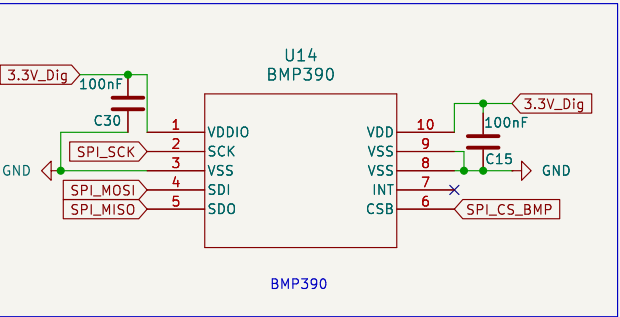 U14
BMP390
3.3V_Dig
100nF
C30
1 VDDIO
SPI_SCK 2 SCK
GND 3 VSS
SPI_MOSI 4 SDI
SPI_MISO 5 SDO
VDD 10
VSS 9
VSS 8
INT 7
CSB 6 SPI_CS_BMP
3.3V_Dig
100nF
C15
GND
BMP390